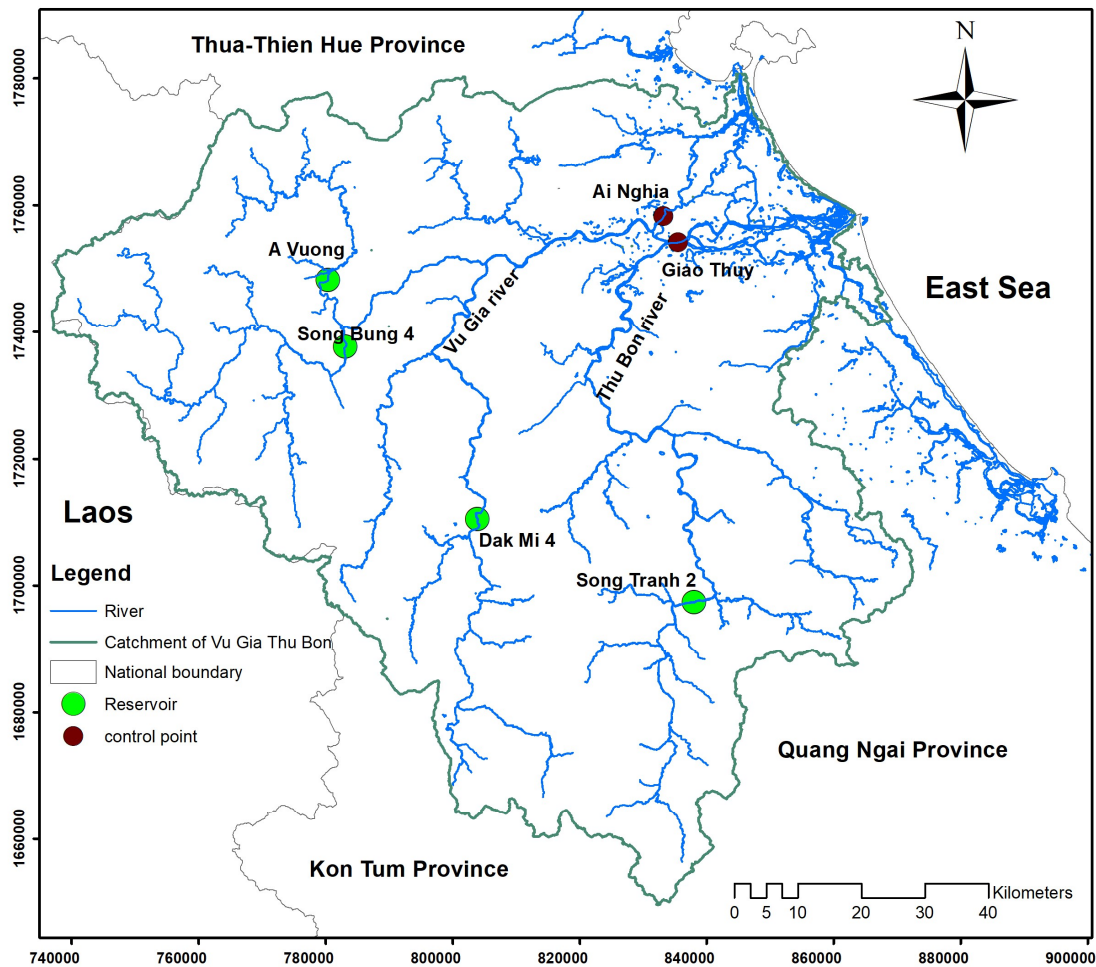 Thua-Thien Hue Province
N
Ai Nghia
A Vuong
Giao Thuy
East Sea
Song Bung 4
Vu Gia river
Thu Bon river
Laos
Dak Mi 4
Song Tranh 2
Legend
River
Catchment of Vu Gia Thu Bon
National boundary
Reservoir
control point
Quang Ngai Province
Kon Tum Province
Kilometers
0 5 10 20 30 40
1780000
1760000
1740000
1720000
1700000
1680000
1660000
740000 760000 780000 800000 820000 840000 860000 880000 900000